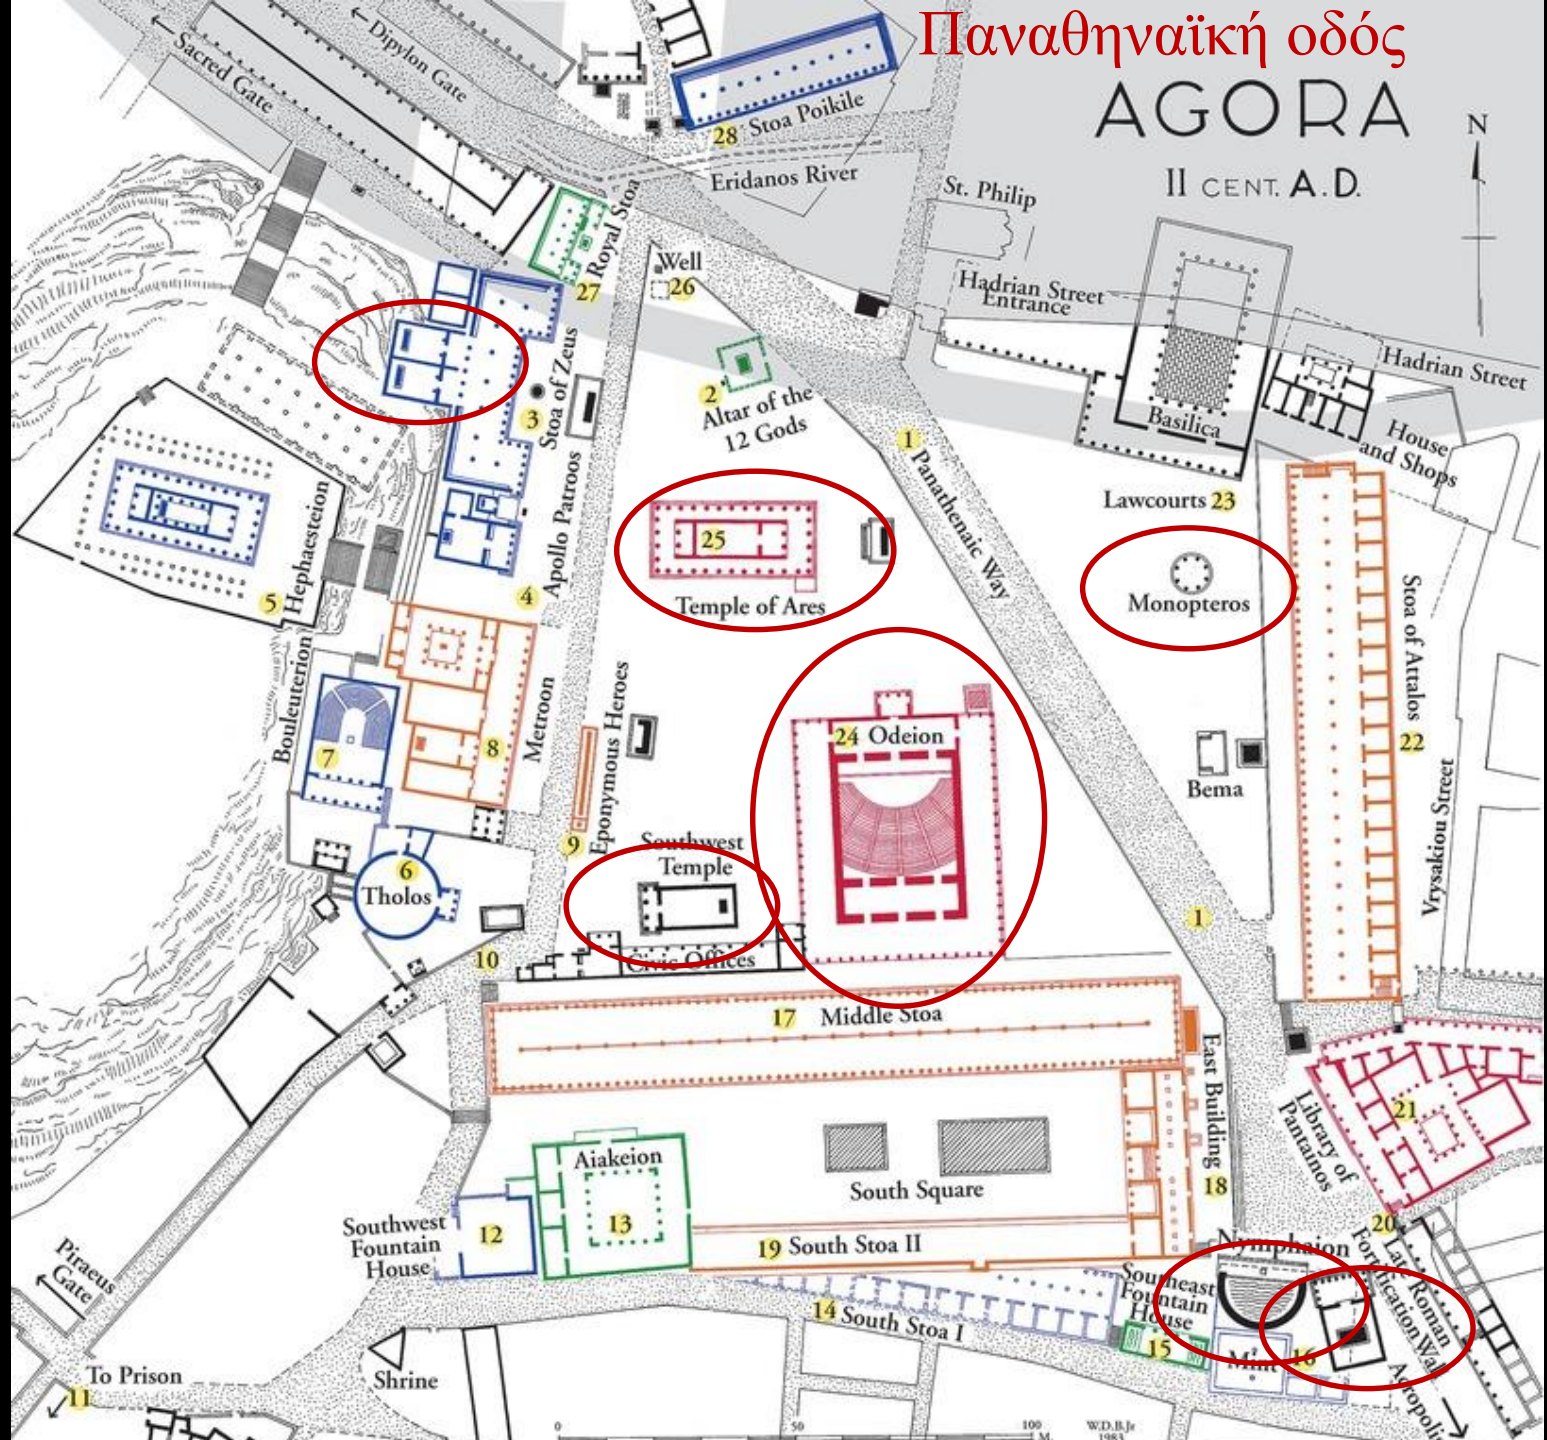 Παναθηναϊκή οδός
AGORA
II CENT. A.D.
N
Sacred Gate
Dipylon Gate
28 Stoa Poikile
Eridanos River
St. Philip
Royal Stoa
27
Well
26
Hadrian Street
Entrance
Hadrian Street
Basilica
House
and Shops
Stoa of Zeus
3
2
Altar of the
12 Gods
1
Panathenaic Way
Lawcourts 23
Apollo Patroos
4
Hephaesteion
5
25
Temple of Ares
Monopteros
Stoa of Attalos
22
Bouleuterion
7
8
Metroon
Eponymous Heroes
9
24 Odeion
Bema
Vrysakiou Street
Southwest
Temple
6
Tholos
1
10
Civic Offices
17 Middle Stoa
East Building
18
Library of
Pantainos
21
Aiakeion
13
South Square
Southwest
Fountain
House
12
19 South Stoa II
20
Late Roman
Fortification Wall
Nymphaion
Southeast
Fountain
House
15
14 South Stoa I
Mint
16
Piraeus
Gate
To Prison
11
Shrine
Acropolis
0 50 100
M.
W.D.B.Jr
1983